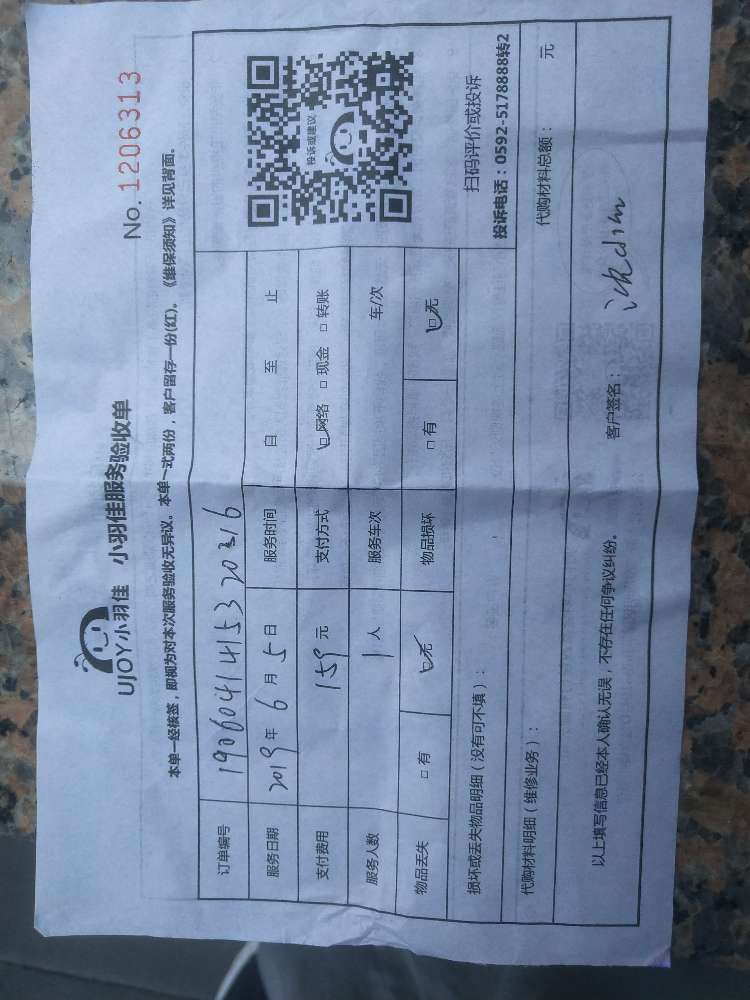 UJOY小羽佳 小羽佳服务验收单
No. 1206313
本单一经核签，即视为对本次服务验收无异议。本单一式两份，客户留存一份(红)。《维保须知》详见背面。
订单编号 1906041415320216
服务日期 2019年 6月 5日 服务时间 自 至 止
支付费用 159元 支付方式 网络 现金 转账
服务人数 1人 服务车次 车/次
物品丢失 有 无 物品损坏 有 无
投诉或建议
扫码评价或投诉
投诉电话：0592-5178888转2
损坏或丢失物品明细（没有可不填）：
代购材料明细（维修业务）： 代购材料总额： 元
以上填写信息已经本人确认无误，不存在任何争议纠纷。 客户签名：